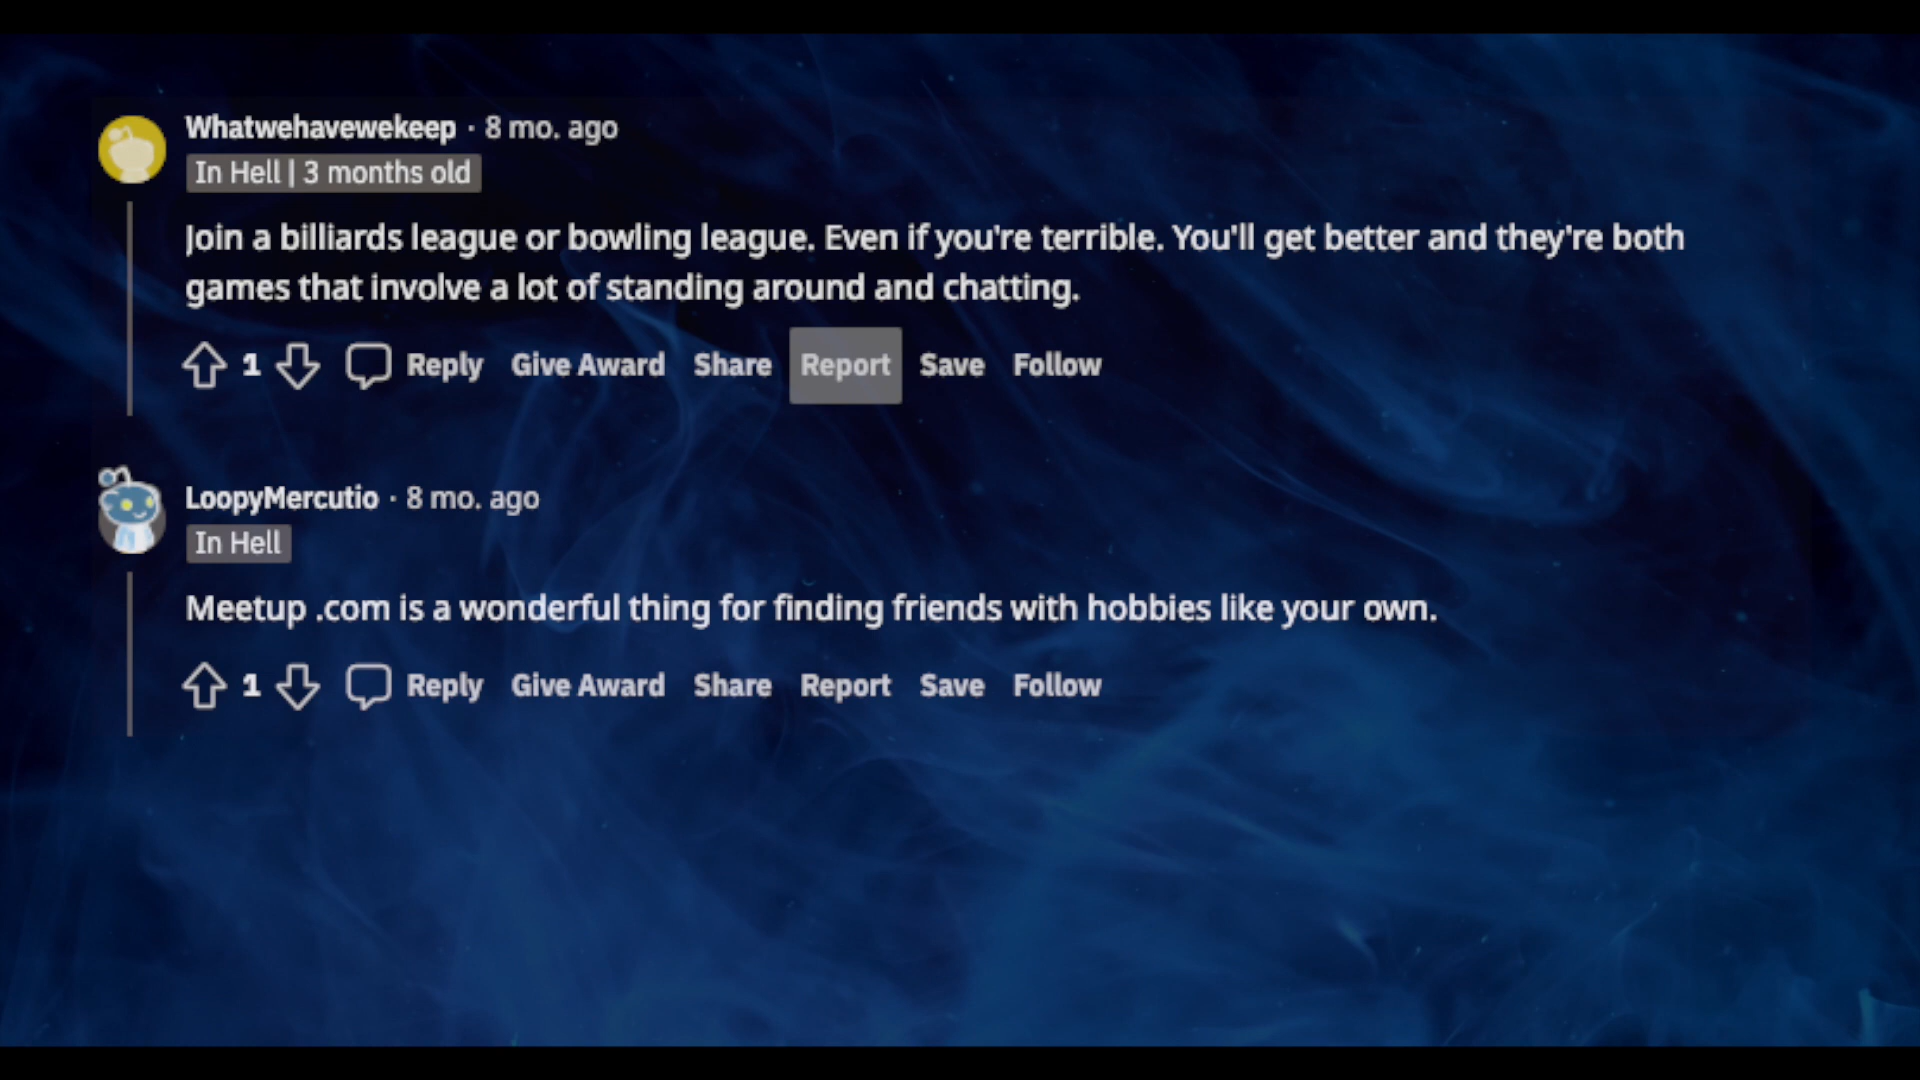 Whatwehavewekeep · 8 mo. ago
In Hell | 3 months old
Join a billiards league or bowling league. Even if you're terrible. You'll get better and they're both
games that involve a lot of standing around and chatting.
1 Reply Give Award Share Report Save Follow
LoopyMercutio · 8 mo. ago
In Hell
Meetup .com is a wonderful thing for finding friends with hobbies like your own.
1 Reply Give Award Share Report Save Follow